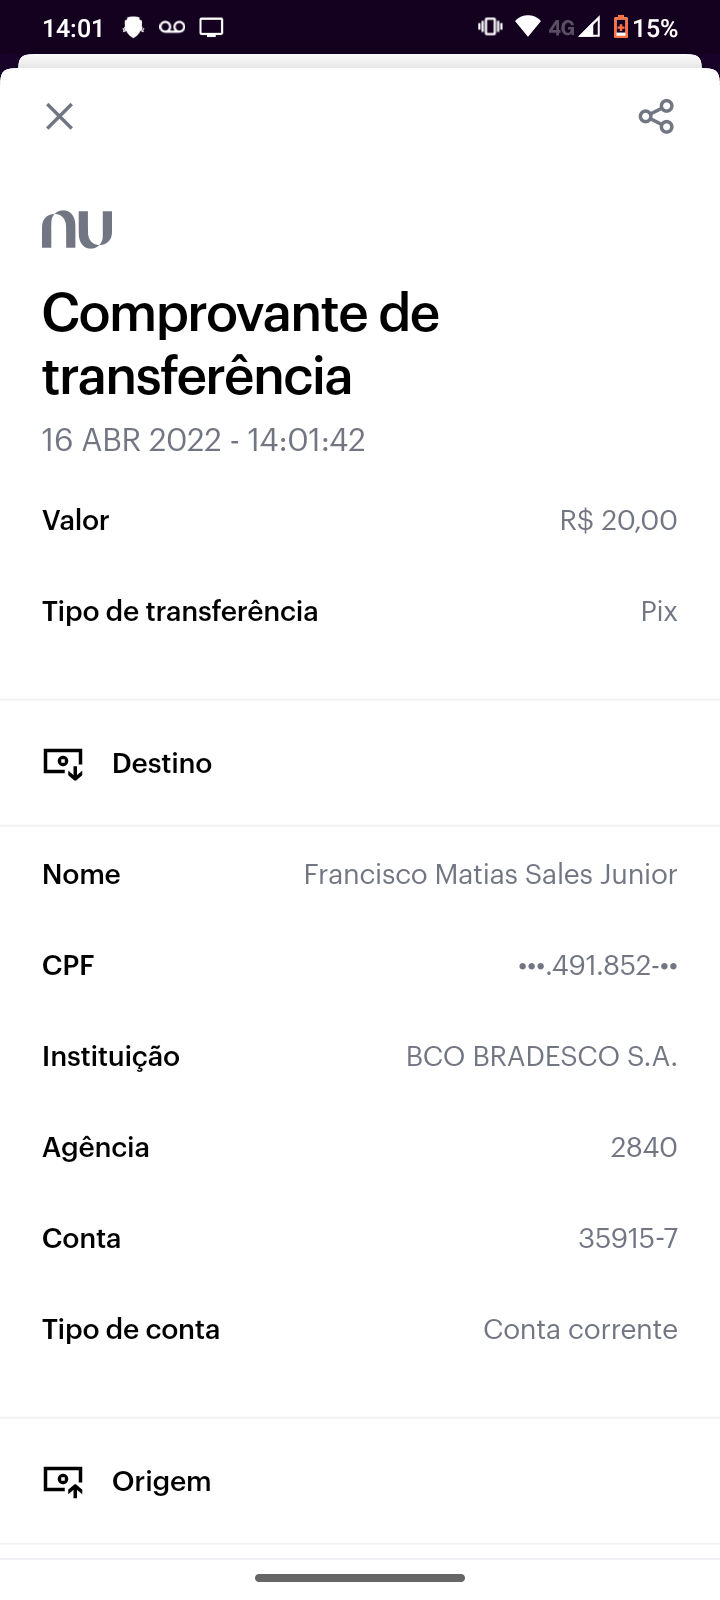 14:01 4G 15%
nu
Comprovante de
transferência
16 ABR 2022 - 14:01:42
Valor R$ 20,00
Tipo de transferência Pix
Destino
Nome Francisco Matias Sales Junior
CPF •••.491.852-••
Instituição BCO BRADESCO S.A.
Agência 2840
Conta 35915-7
Tipo de conta Conta corrente
Origem